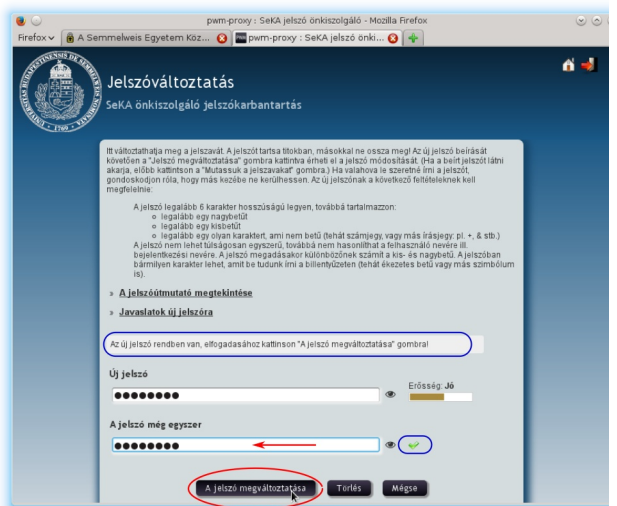 pwm-proxy : SeKA jelszó önkiszolgáló - Mozilla Firefox
Firefox
A Semmelweis Egyetem Köz...
pwm-proxy : SeKA jelszó önki...
Jelszóváltoztatás
SeKA önkiszolgáló jelszókarbantartás
Itt változtathatja meg a jelszavát. A jelszót tartsa titokban, másokkal ne ossza meg! Az új jelszó beírását
követően a "Jelszó megváltoztatása" gombra kattintva érheti el a jelszó módosítását. (Ha a beírt jelszót látni
akarja, előbb kattintson a "Mutassuk a jelszavakat" gombra.) Ha valahova le szeretné írni a jelszót,
gondoskodjon róla, hogy más kezébe ne kerülhessen. Az új jelszónak a következő feltételeknek kell
megfelelnie:
A jelszó legalább 6 karakter hosszúságú legyen, továbbá tartalmazzon:
legalább egy nagybetűt
legalább egy kisbetűt
legalább egy olyan karaktert, ami nem betű (tehát számjegy, vagy más írásjegy: pl. +, & stb.)
A jelszó nem lehet túlságosan egyszerű, továbbá nem hasonlíthat a felhasználó nevére ill.
bejelentkezési nevére. A jelszó megadásakor különbözőnek számít a kis- és nagybetű. A jelszóban
bármilyen karakter lehet, amit be tudunk írni a billentyűzeten (tehát ékezetes betű vagy más szimbólum
is).
» A jelszóútmutató megtekintése
» Javaslatok új jelszóra
Az új jelszó rendben van, elfogadásához kattinson "A jelszó megváltoztatása" gombra!
Új jelszó
Erősség: Jó
A jelszó még egyszer
A jelszó megváltoztatása Törlés Mégse